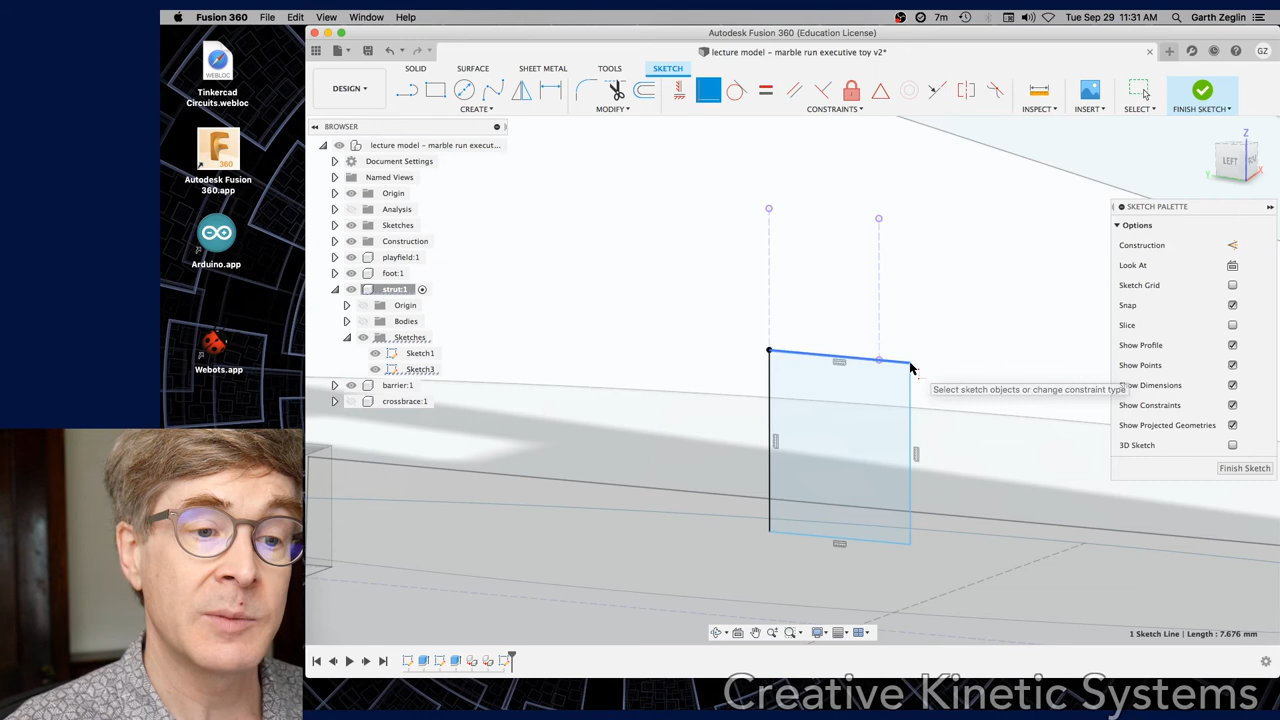 Fusion 360 File Edit View Window Help
7m Tue Sep 29 11:31 AM Garth Zeglin
Autodesk Fusion 360 (Education License)
lecture model – marble run executive toy v2*
GZ
SOLID SURFACE SHEET METAL TOOLS SKETCH
DESIGN
CREATE MODIFY CONSTRAINTS INSPECT INSERT SELECT FINISH SKETCH
BROWSER
lecture model – marble run execut...
Document Settings
Named Views
Origin
Analysis
Sketches
Construction
playfield:1
foot:1
strut:1
Origin
Bodies
Sketches
Sketch1
Sketch3
barrier:1
crossbrace:1
WEBLOC
Tinkercad
Circuits.webloc
360
Autodesk Fusion
360.app
Arduino.app
Webots.app
Z
LEFT
Y
X
SKETCH PALETTE
Options
Construction
Look At
Sketch Grid
Snap
Slice
Show Profile
Show Points
Show Dimensions
Show Constraints
Show Projected Geometries
3D Sketch
Finish Sketch
Select sketch objects or change constraint type
1 Sketch Line | Length : 7.676 mm
Creative Kinetic Systems